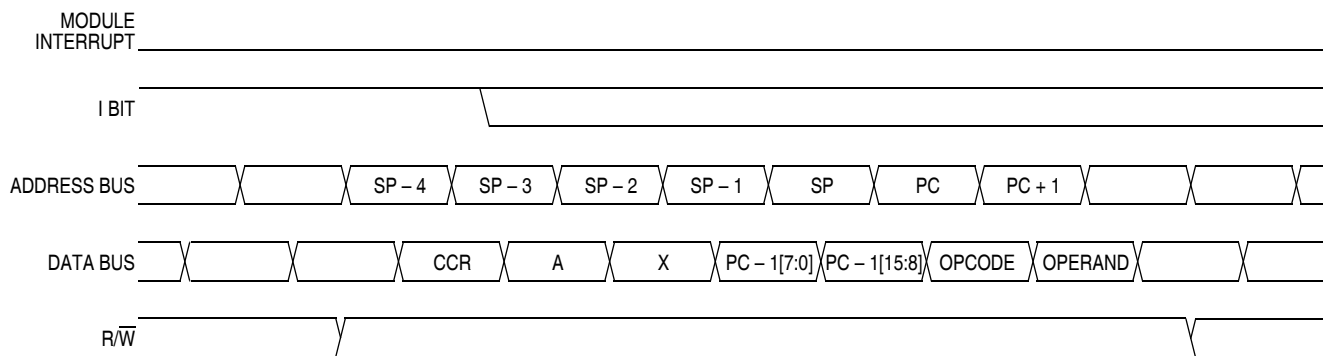 MODULE
INTERRUPT
I BIT
ADDRESS BUS SP – 4 SP – 3 SP – 2 SP – 1 SP PC PC + 1
DATA BUS CCR A X PC – 1[7:0] PC – 1[15:8] OPCODE OPERAND
R/W̅